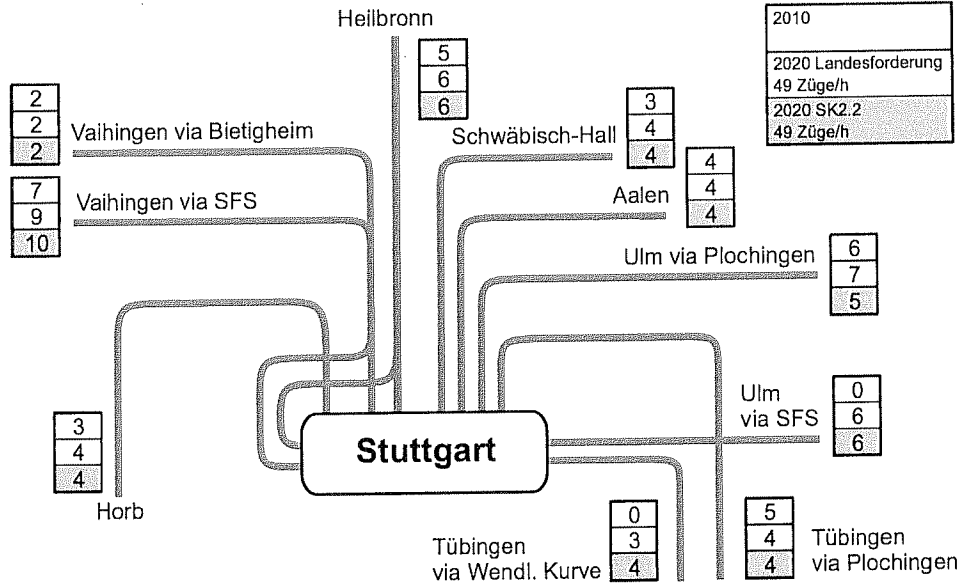 Heilbronn
5
6
6
2010
2020 Landesforderung
49 Züge/h
2020 SK2.2
49 Züge/h
2
2
2
Vaihingen via Bietigheim
7
9
10
Vaihingen via SFS
Schwäbisch-Hall
3
4
4
Aalen
4
4
4
Ulm via Plochingen
6
7
5
Ulm
via SFS
0
6
6
Stuttgart
3
4
4
Horb
Tübingen
via Wendl. Kurve
0
3
4
5
4
4
Tübingen
via Plochingen